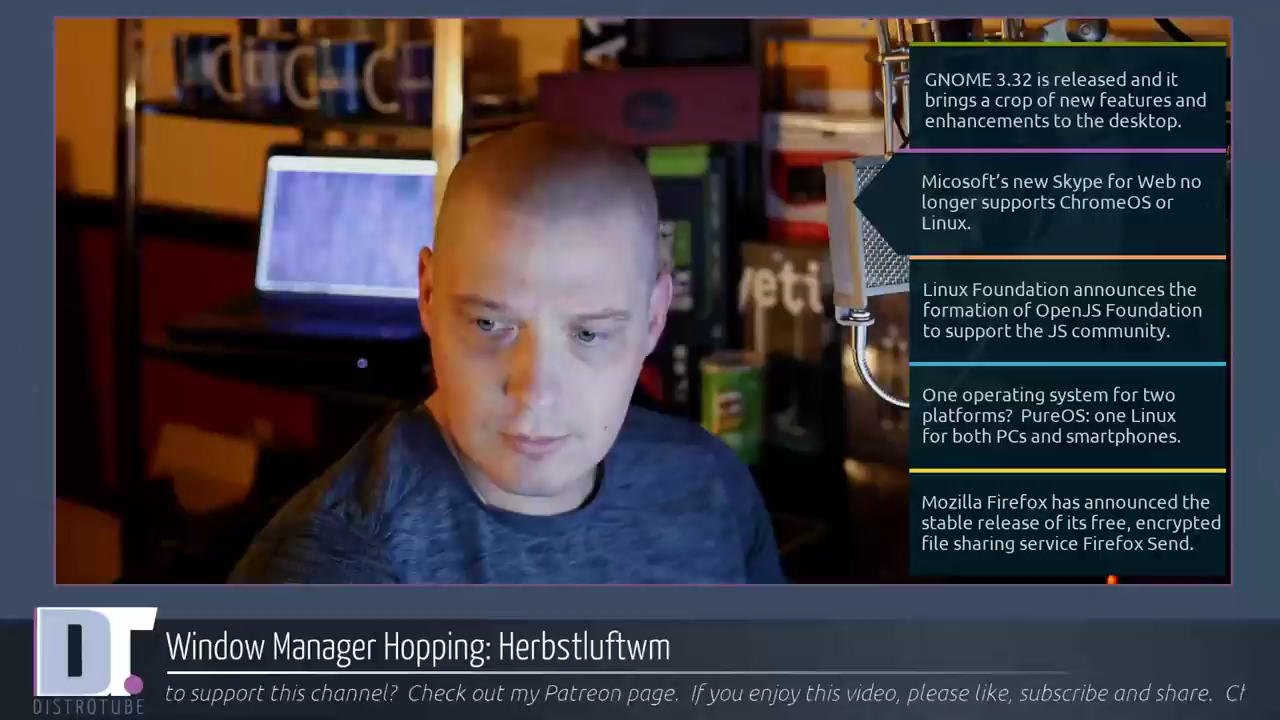 GNOME 3.32 is released and it
brings a crop of new features and
enhancements to the desktop.
Micosoft's new Skype for Web no
longer supports ChromeOS or
Linux.
Linux Foundation announces the
formation of OpenJS Foundation
to support the JS community.
One operating system for two
platforms? PureOS: one Linux
for both PCs and smartphones.
Mozilla Firefox has announced the
stable release of its free, encrypted
file sharing service Firefox Send.
DT.
DISTROTUBE
Window Manager Hopping: Herbstluftwm
to support this channel? Check out my Patreon page. If you enjoy this video, please like, subscribe and share.